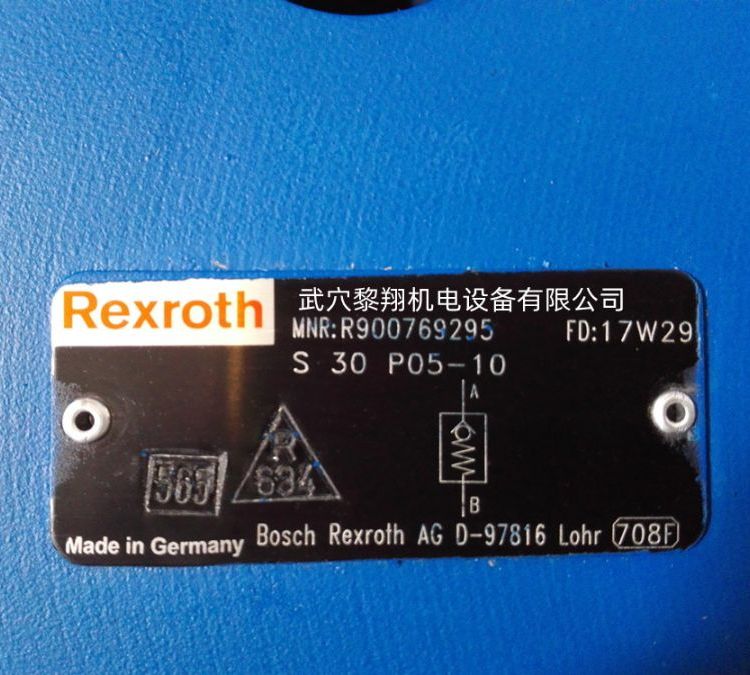 Rexroth
武穴黎翔机电设备有限公司
MNR:R900769295 FD:17W29
S 30 P05-10
A
R
634
565
B
Made in Germany Bosch Rexroth AG D-97816 Lohr 708F